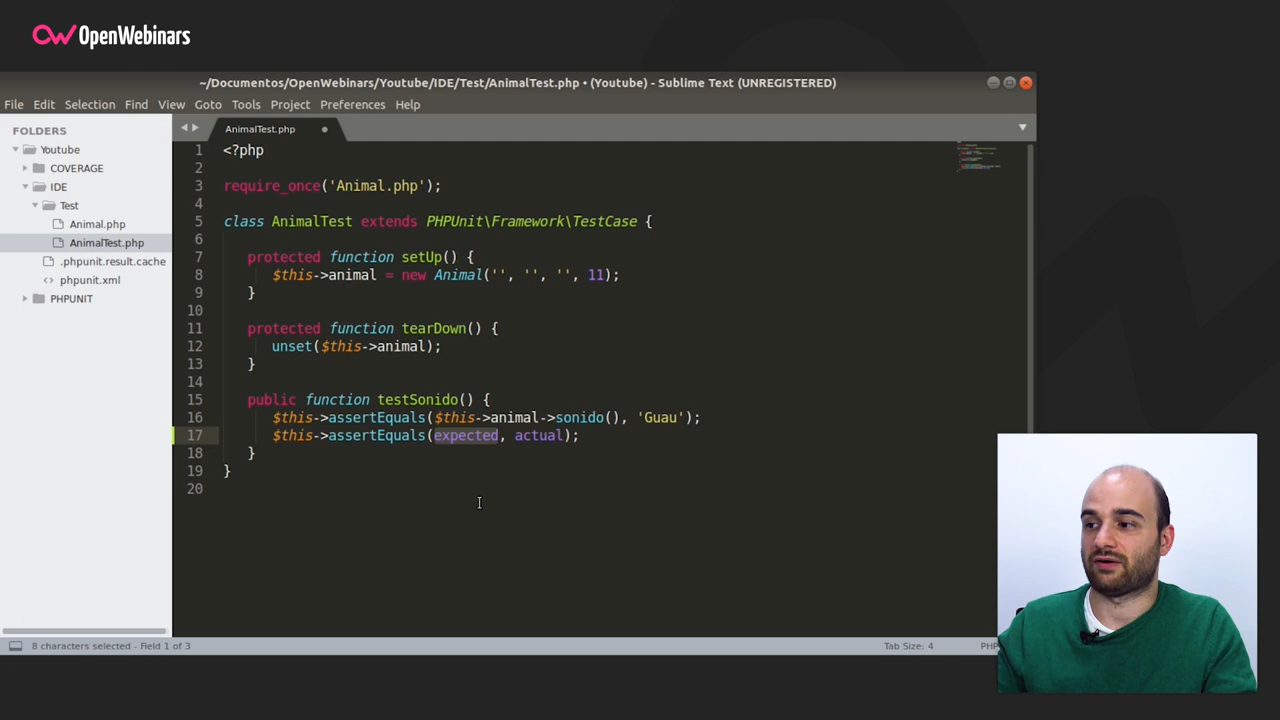 OpenWebinars
~/Documentos/OpenWebinars/Youtube/IDE/Test/AnimalTest.php • (Youtube) - Sublime Text (UNREGISTERED)
File Edit Selection Find View Goto Tools Project Preferences Help
FOLDERS
Youtube
COVERAGE
IDE
Test
Animal.php
AnimalTest.php
.phpunit.result.cache
<> phpunit.xml
PHPUNIT
AnimalTest.php
1 <?php
2
3 require_once('Animal.php');
4
5 class AnimalTest extends PHPUnit\Framework\TestCase {
6
7 protected function setUp() {
8 $this->animal = new Animal('', '', '', 11);
9 }
10
11 protected function tearDown() {
12 unset($this->animal);
13 }
14
15 public function testSonido() {
16 $this->assertEquals($this->animal->sonido(), 'Guau');
17 $this->assertEquals(expected, actual);
18 }
19 }
20
8 characters selected - Field 1 of 3
Tab Size: 4
PHP